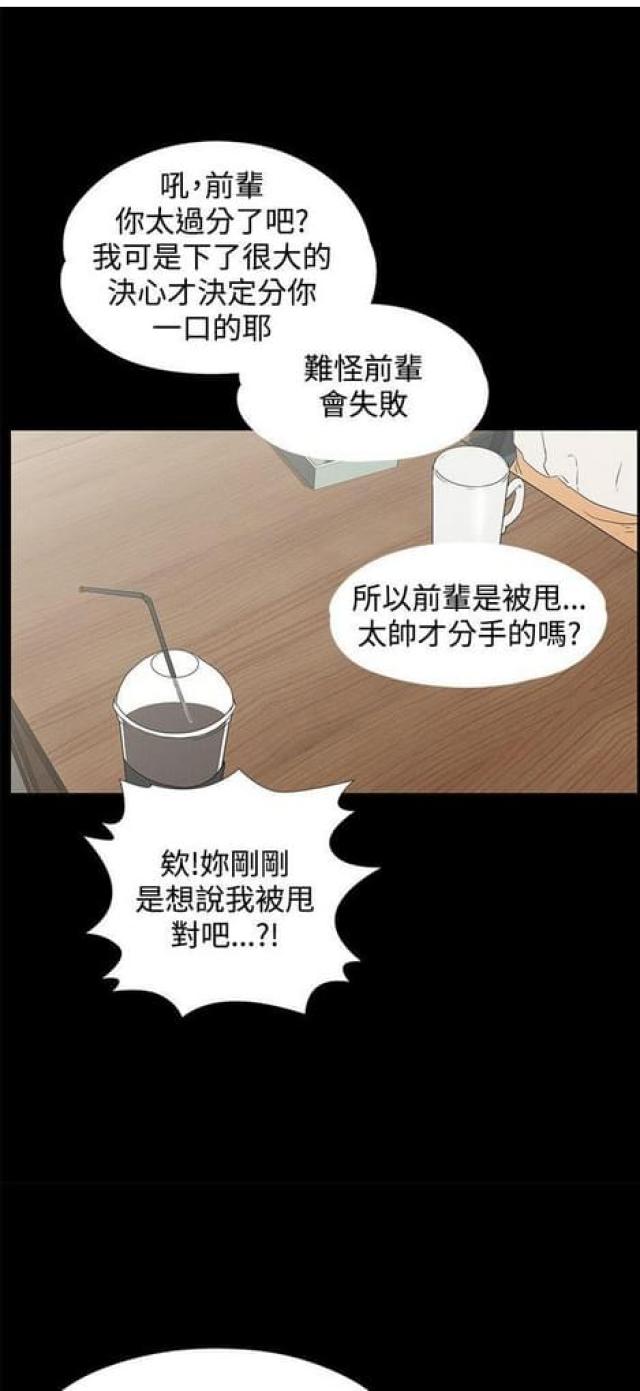 吼，前輩
你太過分了吧?
我可是下了很大的
決心才決定分你
一口的耶
難怪前輩
會失敗
所以前輩是被甩...
太帥才分手的嗎?
欸!妳剛剛
是想說我被甩
對吧...?!